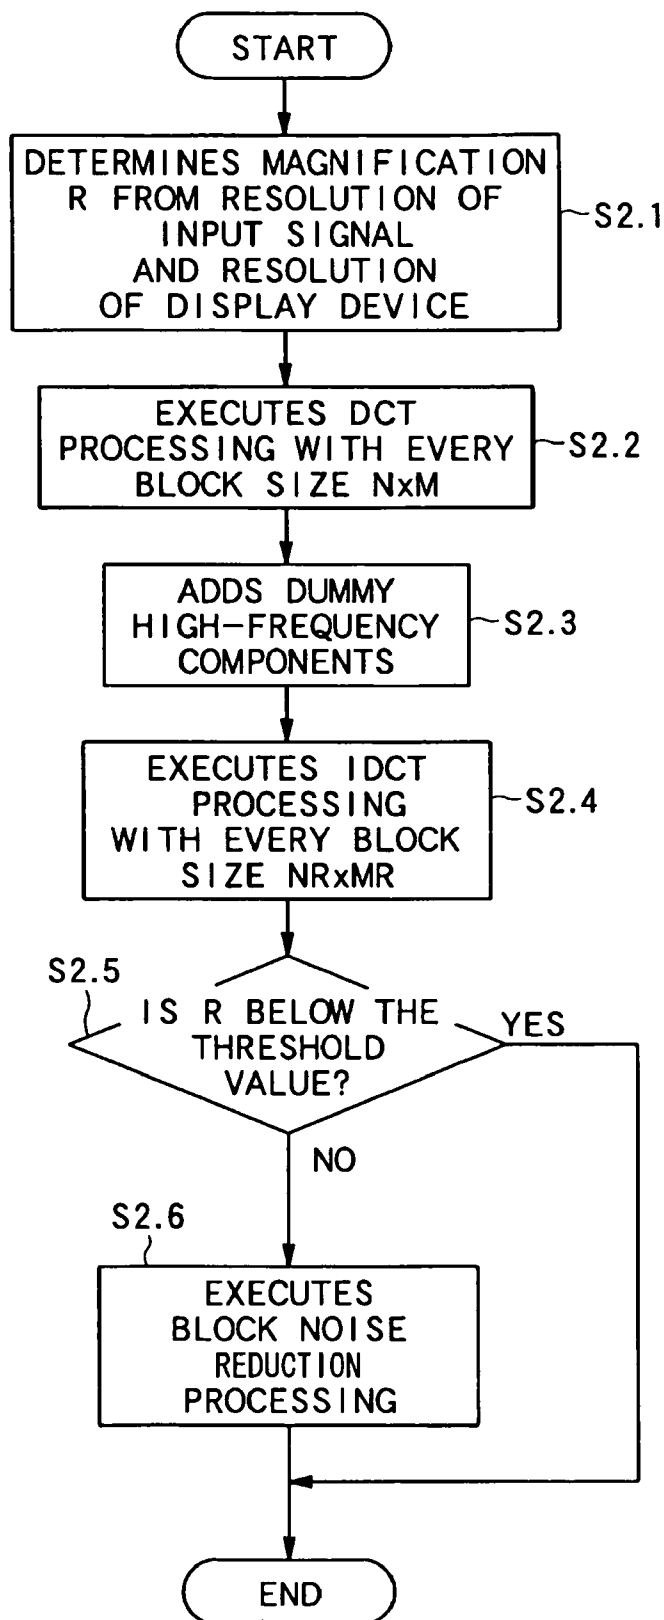 START
DETERMINES MAGNIFICATION
R FROM RESOLUTION OF
INPUT SIGNAL
AND RESOLUTION
OF DISPLAY DEVICE
S2.1
EXECUTES DCT
PROCESSING WITH EVERY
BLOCK SIZE NxM
S2.2
ADDS DUMMY
HIGH-FREQUENCY
COMPONENTS
S2.3
EXECUTES IDCT
PROCESSING
WITH EVERY BLOCK
SIZE NRxMR
S2.4
S2.5
IS R BELOW THE
THRESHOLD
VALUE?
YES
NO
S2.6
EXECUTES
BLOCK NOISE
REDUCTION
PROCESSING
END